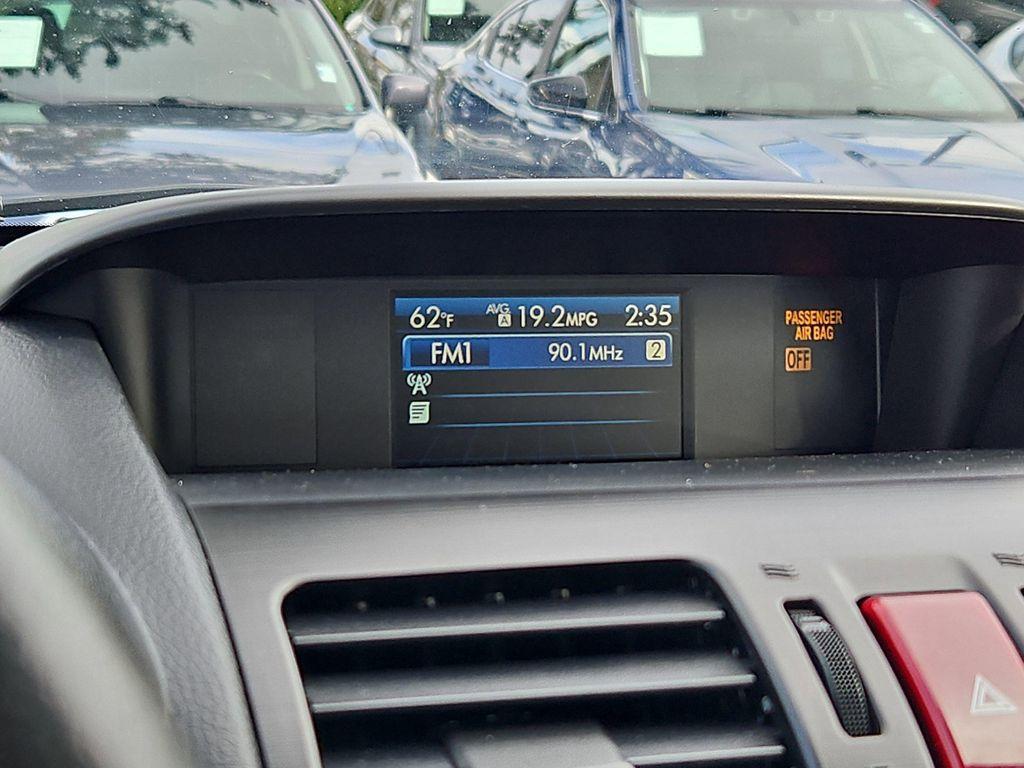 62°F AVG A 19.2MPG 2:35
FM1 90.1MHz 2
PASSENGER
AIR BAG
OFF